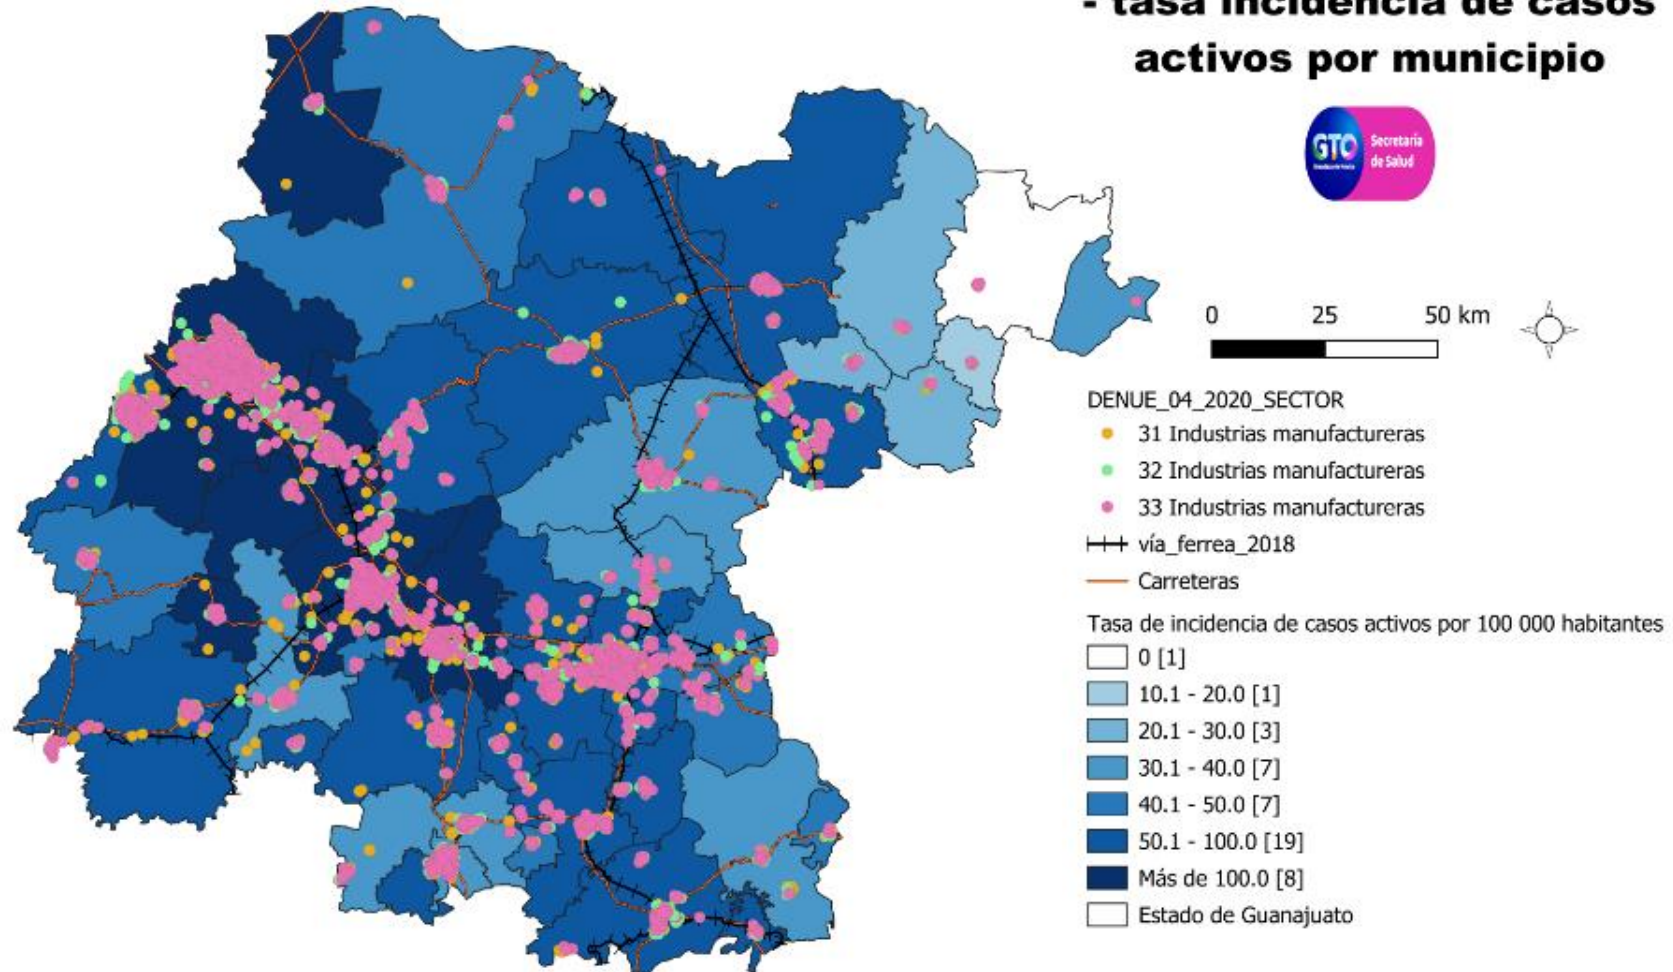 - tasa incidencia de casos
activos por municipio
GTO
Secretaría
de Salud
0 25 50 km
DENUE_04_2020_SECTOR
31 Industrias manufactureras
32 Industrias manufactureras
33 Industrias manufactureras
vía_ferrea_2018
Carreteras
Tasa de incidencia de casos activos por 100 000 habitantes
0 [1]
10.1 - 20.0 [1]
20.1 - 30.0 [3]
30.1 - 40.0 [7]
40.1 - 50.0 [7]
50.1 - 100.0 [19]
Más de 100.0 [8]
Estado de Guanajuato